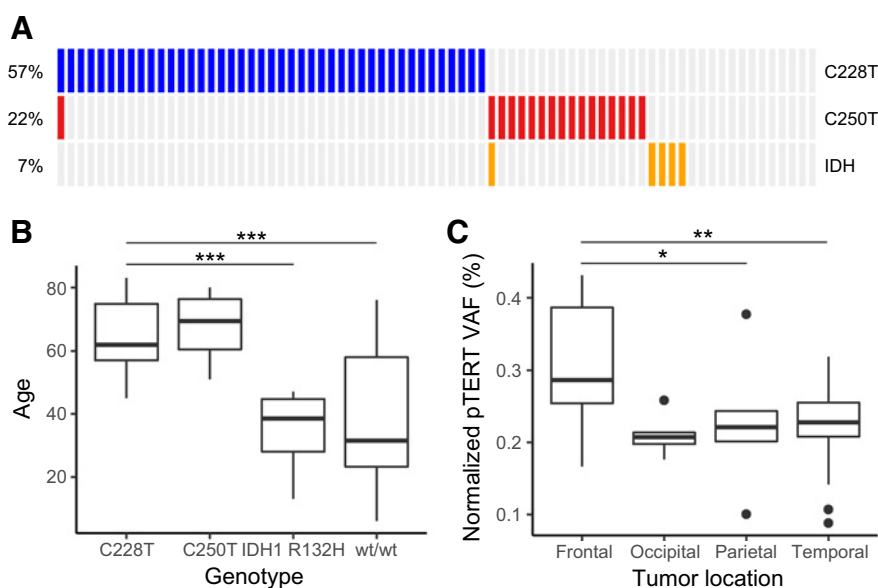 A
57% C228T
22% C250T
7% IDH
B
***
***
Age
80
60
40
20
C228T C250T IDH1 R132H wt/wt
Genotype
C
**
*
Normalized pTERT VAF (%)
0.4
0.3
0.2
0.1
Frontal Occipital Parietal Temporal
Tumor location